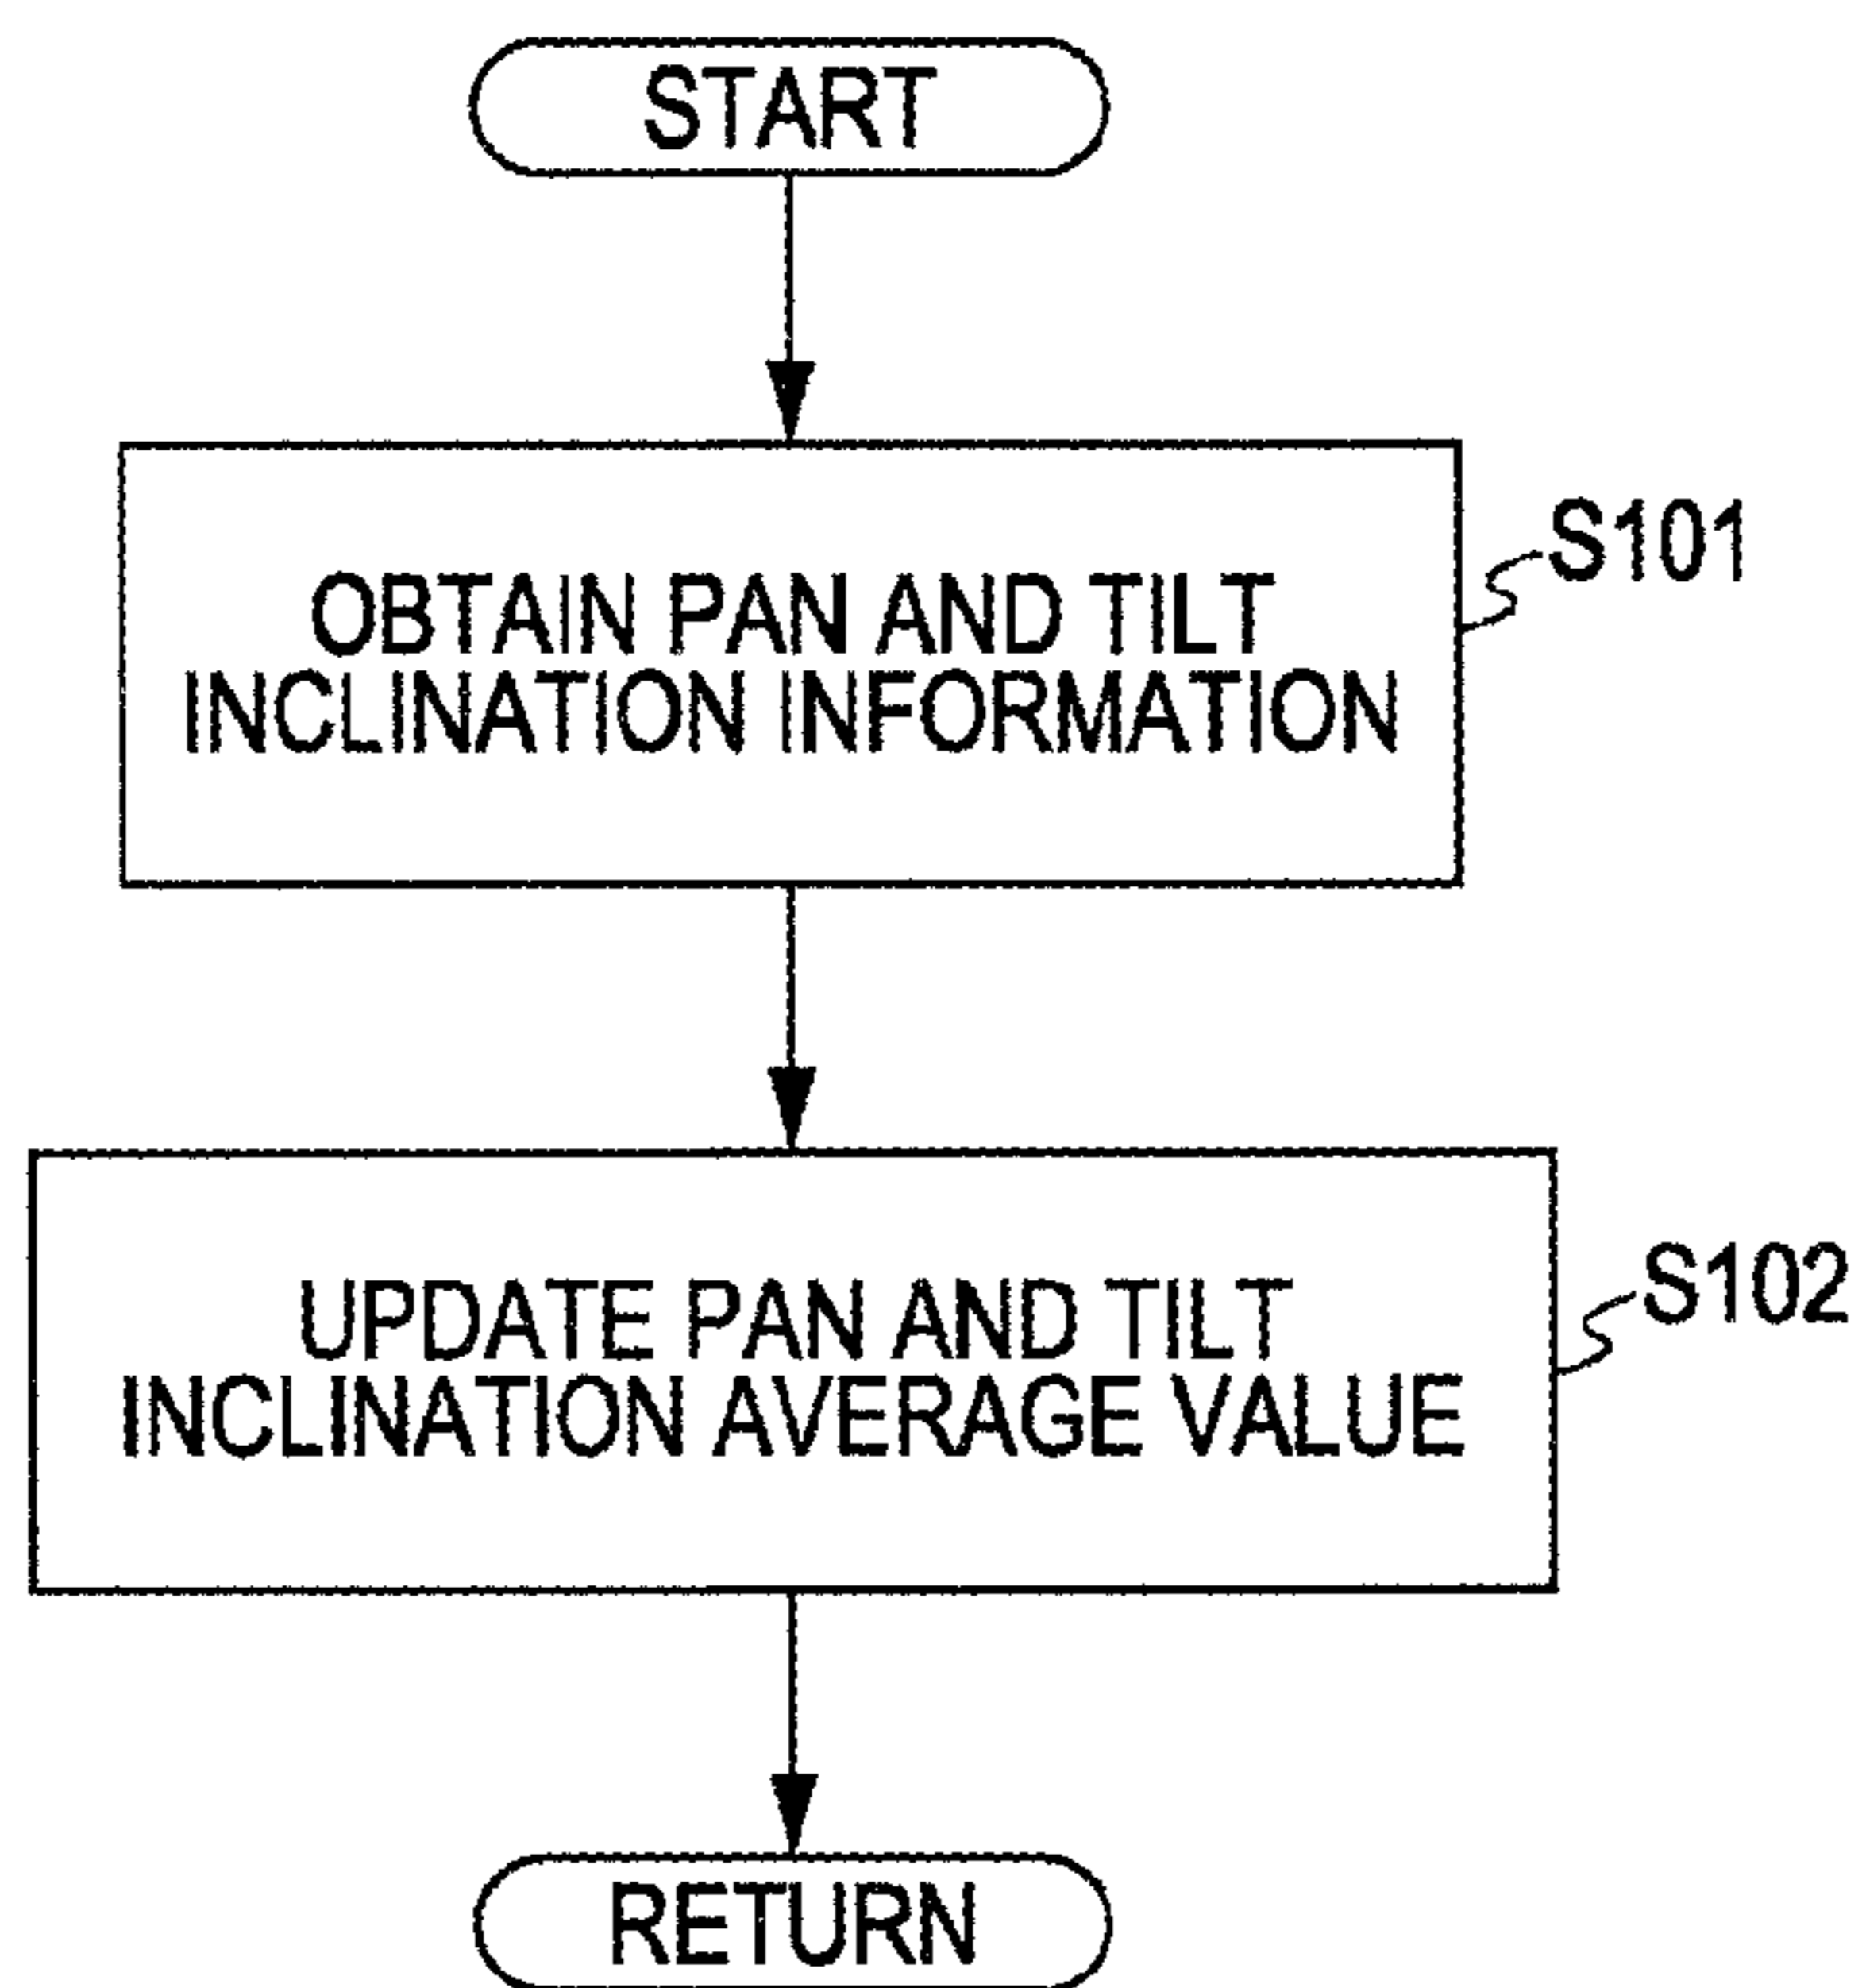 START
OBTAIN PAN AND TILT
INCLINATION INFORMATION
S101
UPDATE PAN AND TILT
INCLINATION AVERAGE VALUE
S102
RETURN